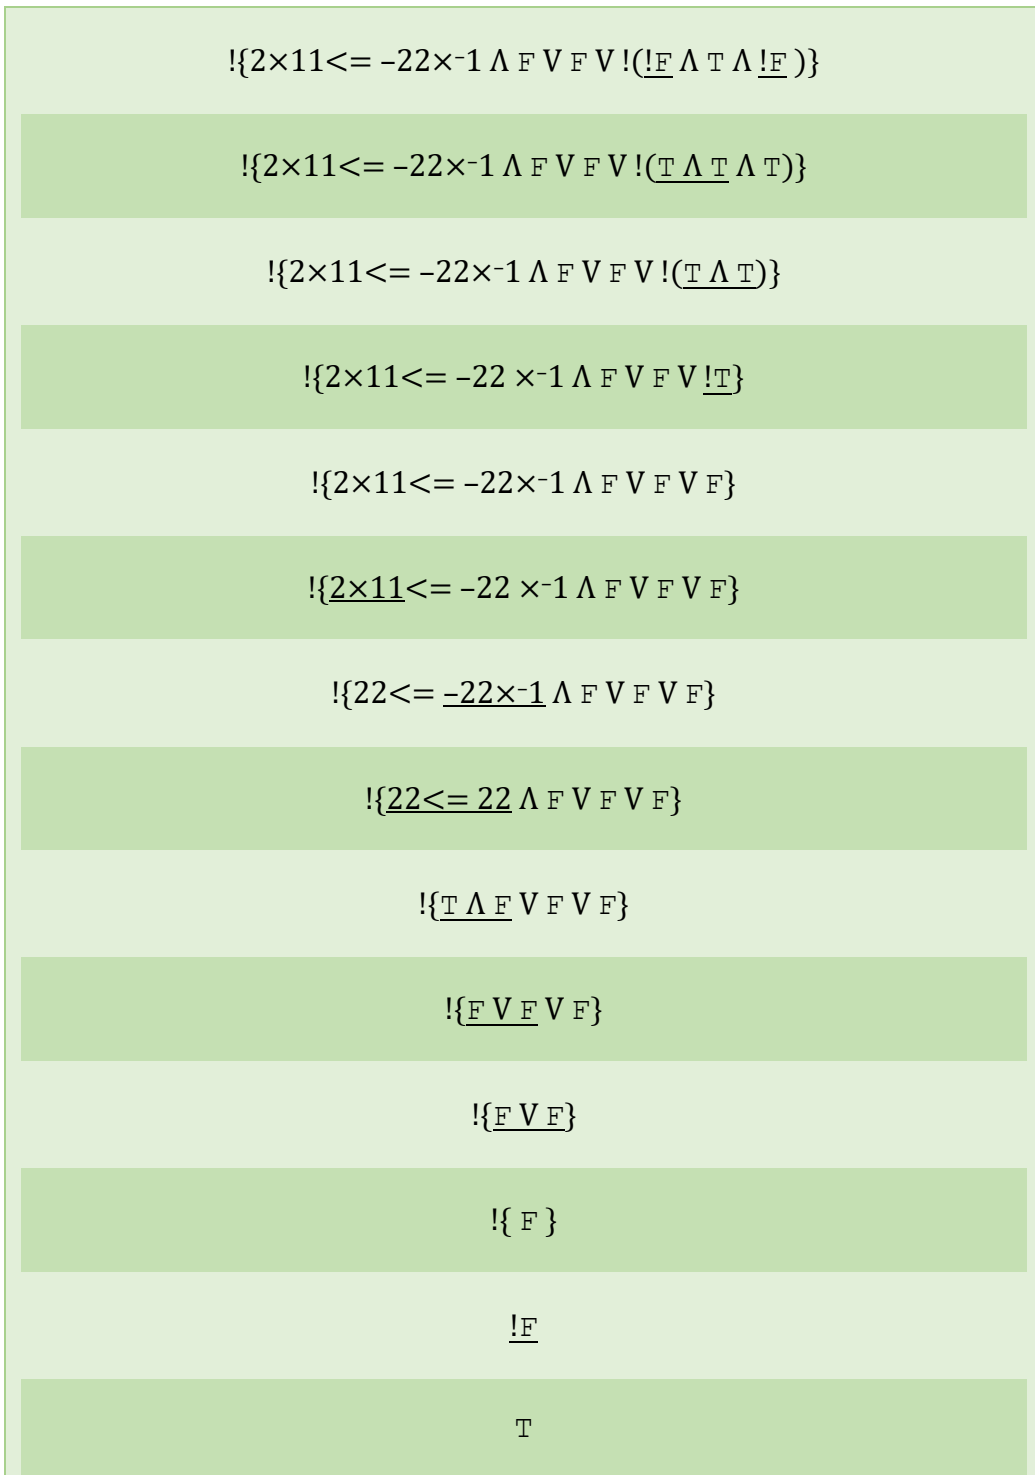 !{2×11<= –22×⁻1 Λ F V F V !(!F Λ T Λ !F )}
!{2×11<= –22×⁻1 Λ F V F V !(T Λ T Λ T)}
!{2×11<= –22×⁻1 Λ F V F V !(T Λ T)}
!{2×11<= –22 ×⁻1 Λ F V F V !T}
!{2×11<= –22×⁻1 Λ F V F V F}
!{2×11<= –22 ×⁻1 Λ F V F V F}
!{22<= –22×⁻1 Λ F V F V F}
!{22<= 22 Λ F V F V F}
!{T Λ F V F V F}
!{F V F V F}
!{F V F}
!{ F }
!F
T